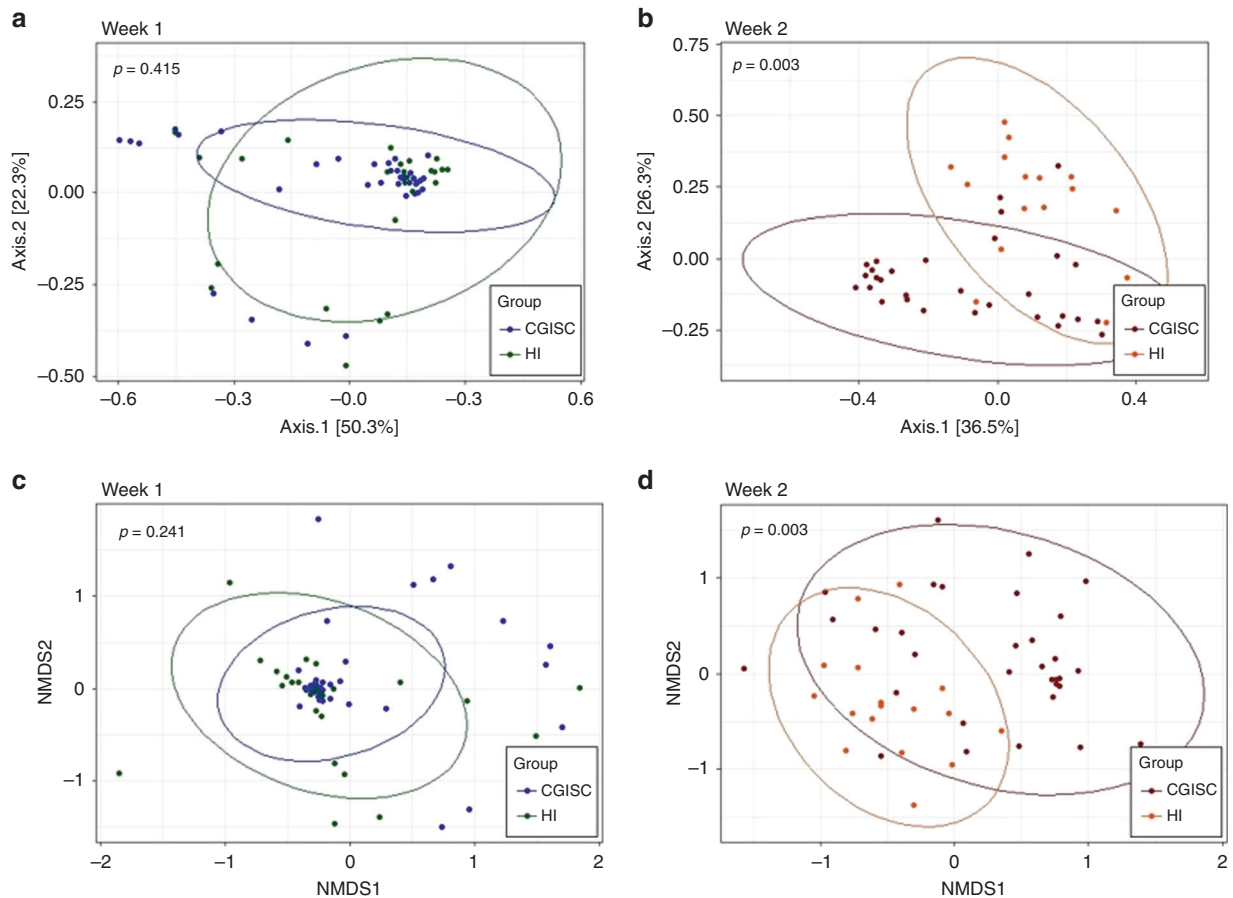 a
Week 1
p = 0.415
0.25
0.00
−0.25
−0.50
Axis.2 [22.3%]
−0.6
−0.3
−0.0
−0.3
0.6
Axis.1 [50.3%]
Group
CGISC
HI
b
Week 2
p = 0.003
0.75
0.50
0.25
0.00
−0.25
Axis.2 [26.3%]
−0.4
0.0
0.4
Axis.1 [36.5%]
Group
CGISC
HI
c
Week 1
p = 0.241
1
0
−1
NMDS2
−2
−1
0
1
2
NMDS1
Group
CGISC
HI
d
Week 2
p = 0.003
1
0
−1
NMDS2
−1
0
1
2
NMDS1
Group
CGISC
HI